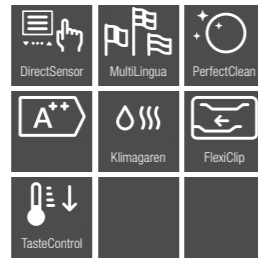 DirectSensor MultiLingua PerfectClean
A++
Klimagaren FlexiClip
TasteControl